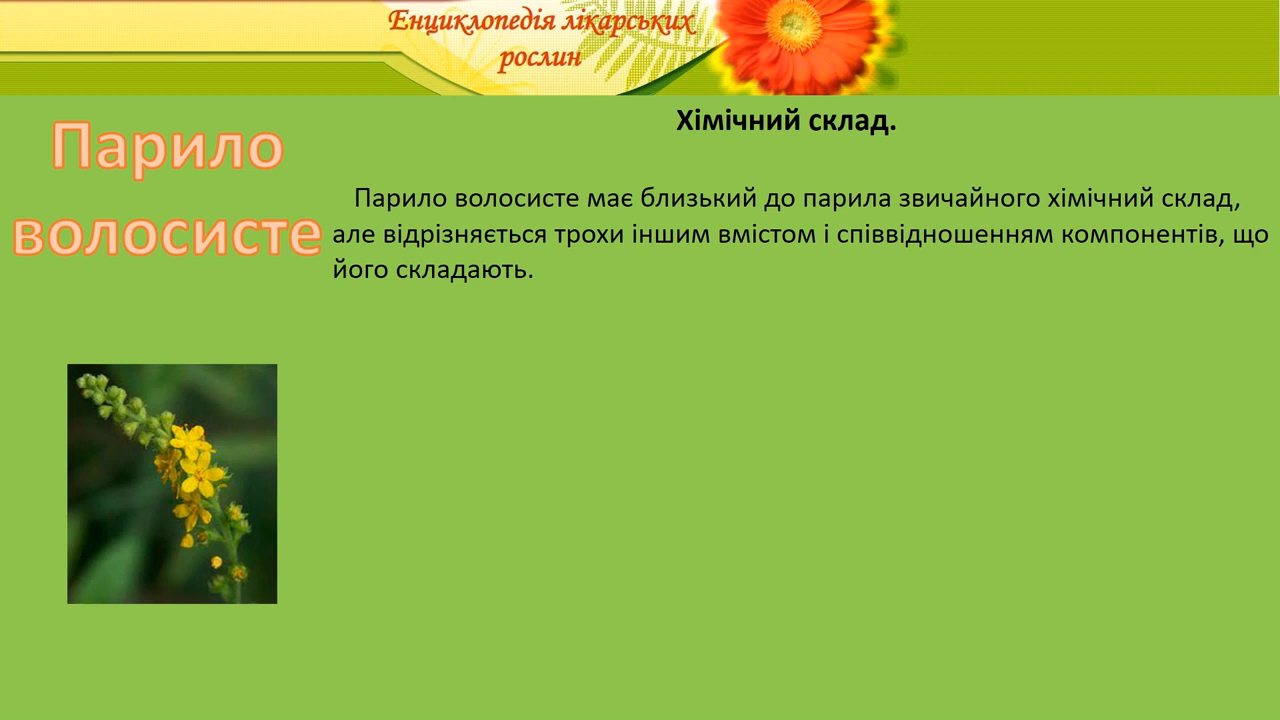 Енциклопедія лікарських
рослин
Парило
волосисте
Хімічний склад.
Парило волосисте має близький до парила звичайного хімічний склад,
але відрізняється трохи іншим вмістом і співвідношенням компонентів, що
його складають.